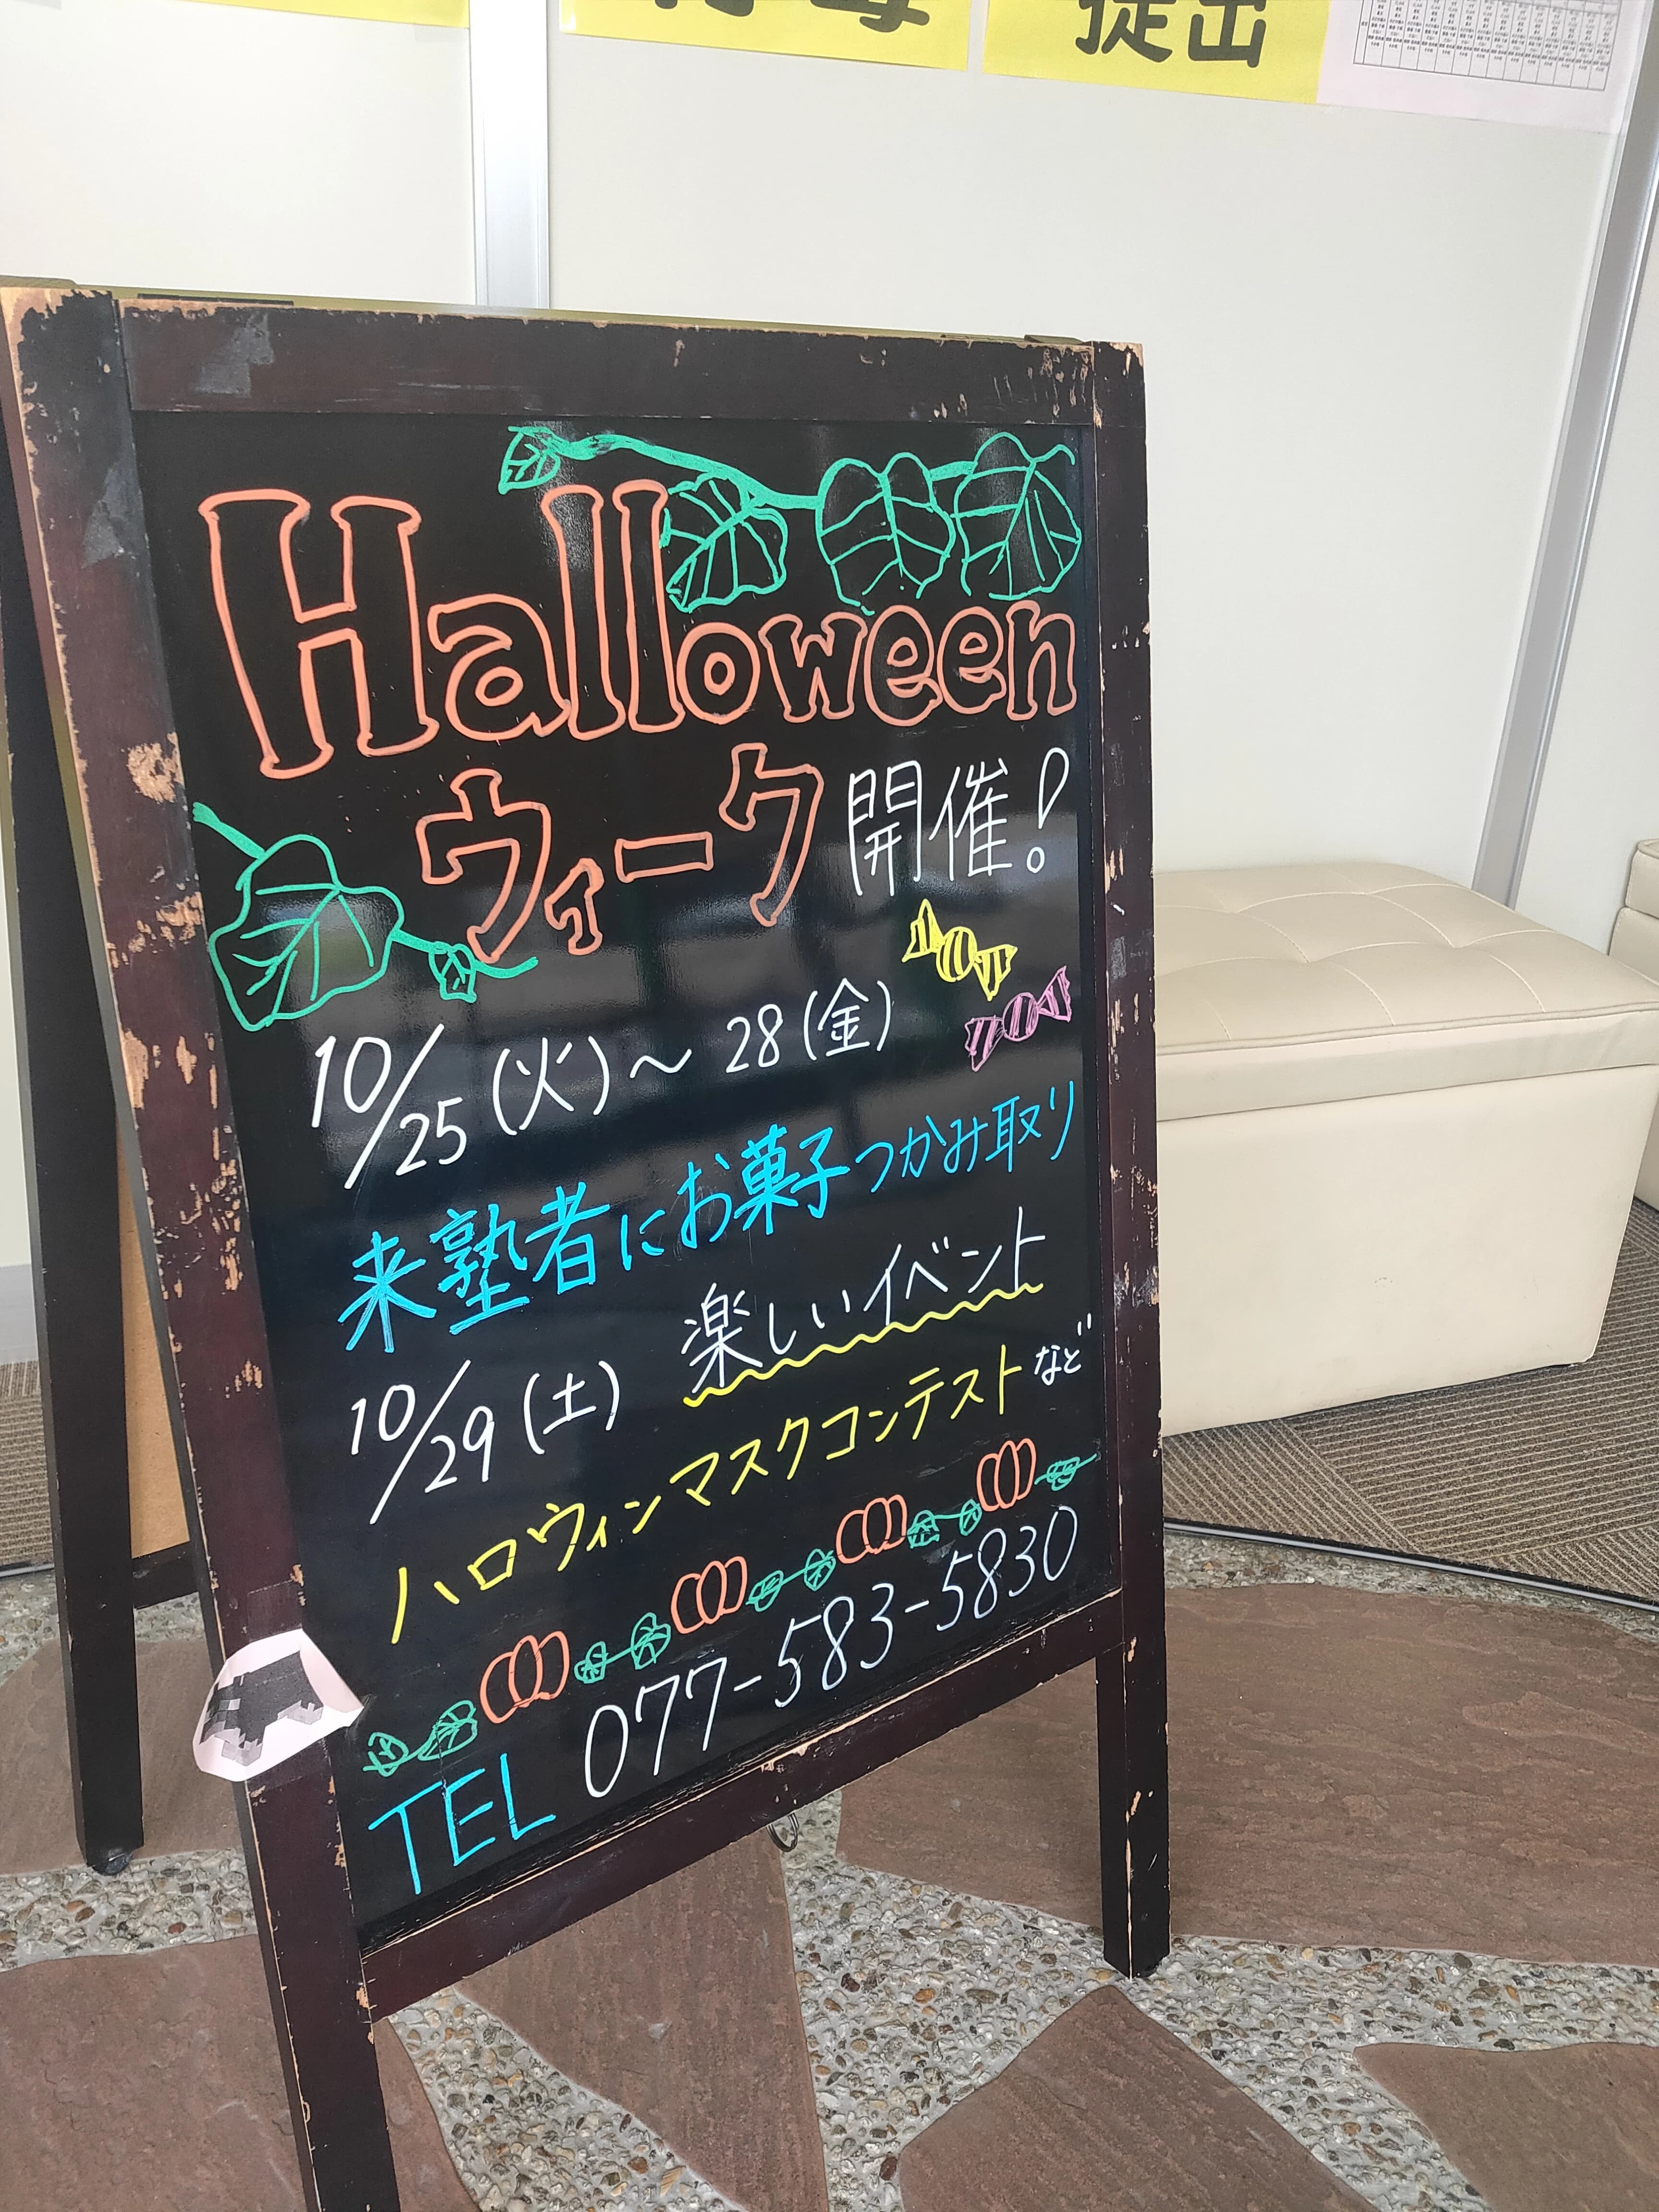 提出
Halloween
ウィーク 開催!
10/25(火)~28(金)
来塾者にお菓子つかみ取り
10/29(土) 楽しいイベント
ハロウィンマスクコンテストなど
TEL 077-583-5830